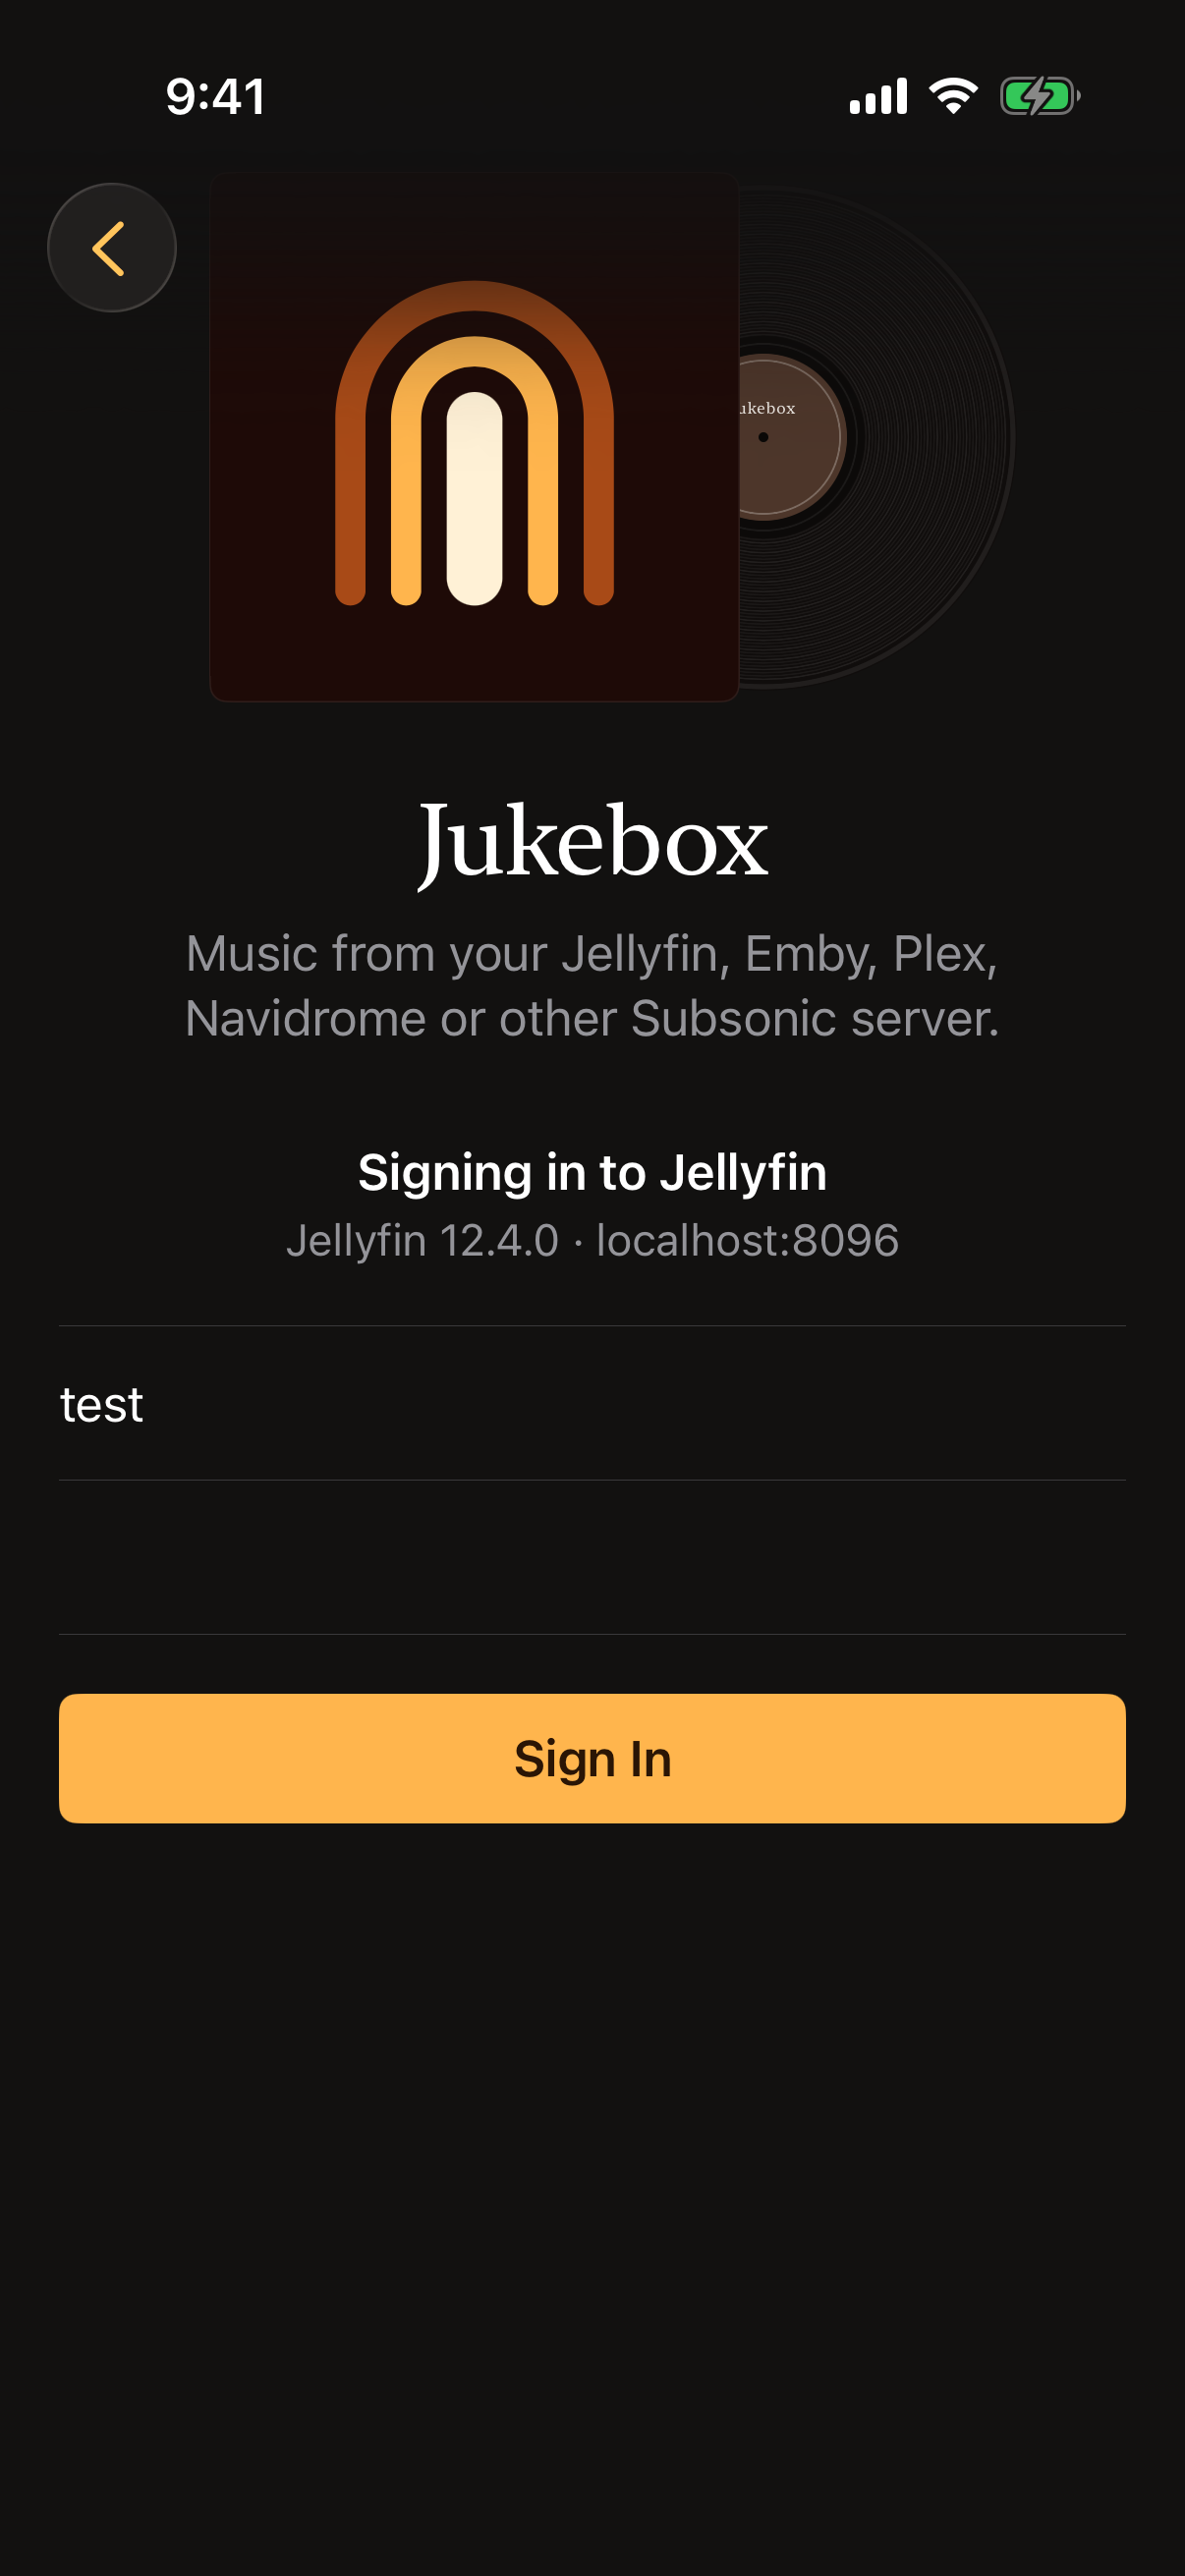 9:41
ukebox
Jukebox
Music from your Jellyfin, Emby, Plex,
Navidrome or other Subsonic server.
Signing in to Jellyfin
Jellyfin 12.4.0 · localhost:8096
test
Sign In